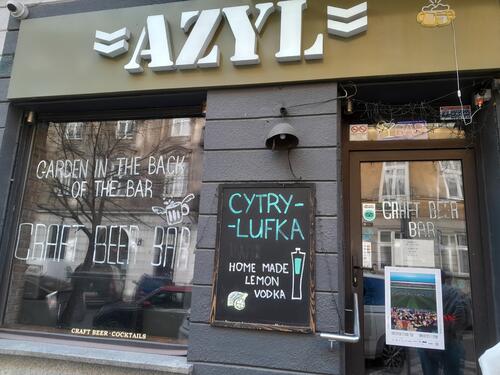 AZYL
GARDEN IN THE BACK
OF THE BAR
CRAFT BEER BAR
CRAFT BEER · COCKTAILS
CYTRY-
-LUFKA
HOME MADE
LEMON
VODKA
CRAFT BEER
BAR